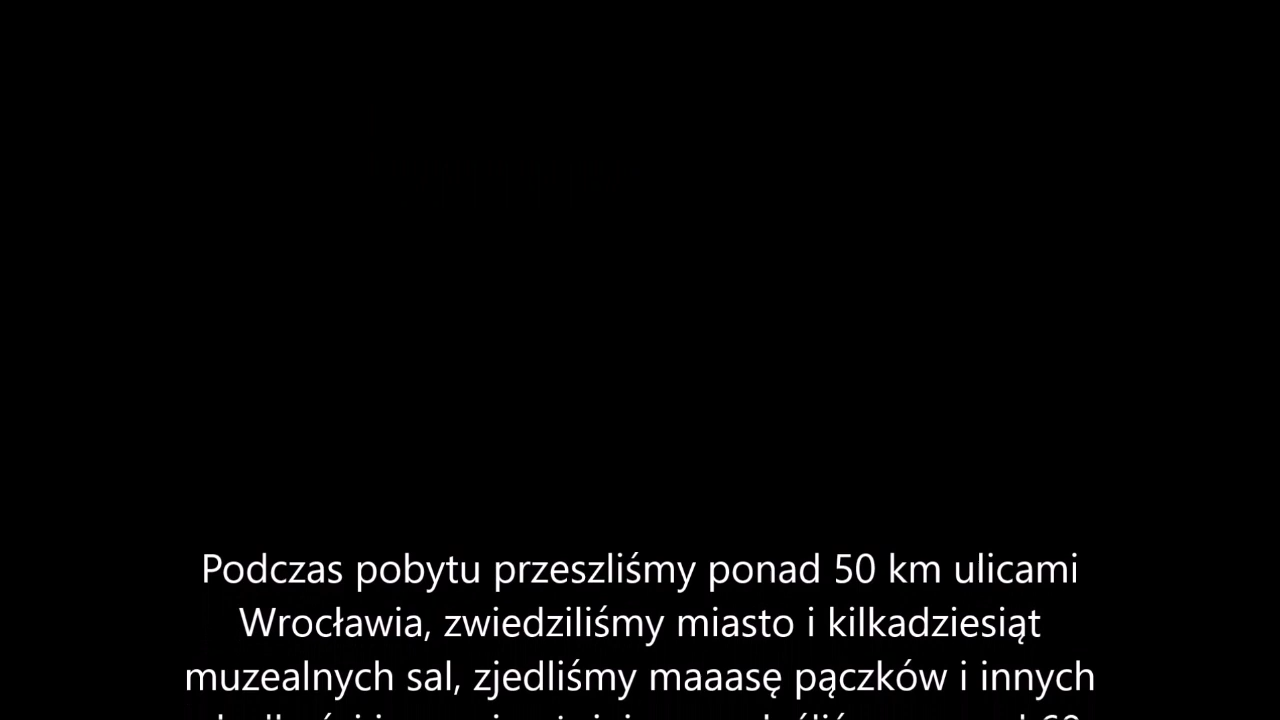 Podczas pobytu przeszliśmy ponad 50 km ulicami
Wrocławia, zwiedziliśmy miasto i kilkadziesiąt
muzealnych sal, zjedliśmy maaasę pączków i innych